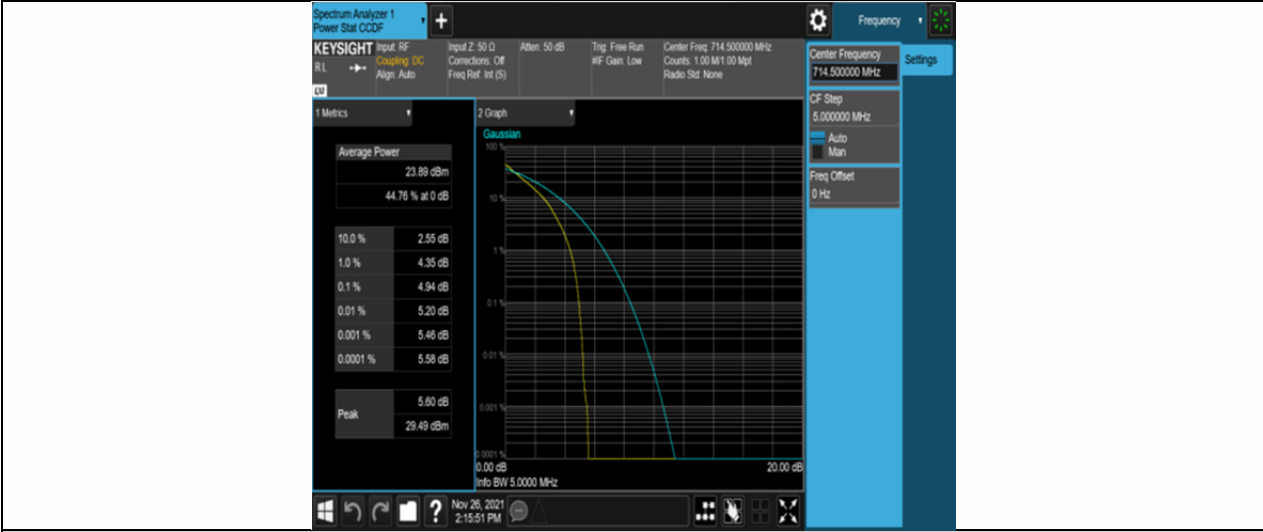 Spectrum Analyzer 1
Power Stat CCDF
+
Frequency
KEYSIGHT
RL
LV
Input: RF
Coupling: DC
Align: Auto
Input Z: 50 Ω
Corrections: Off
Freq Ref: Int (S)
Atten: 50 dB
Trig: Free Run
#IF Gain: Low
Center Freq: 714.500000 MHz
Counts: 1.00 M/1.00 Mpt
Radio Std: None
Center Frequency
714.500000 MHz
Settings
CF Step
5.000000 MHz
Auto
Man
Freq Offset
0 Hz
1 Metrics
Average Power
23.89 dBm
44.76 % at 0 dB
10.0 % 2.55 dB
1.0 % 4.35 dB
0.1 % 4.94 dB
0.01 % 5.20 dB
0.001 % 5.46 dB
0.0001 % 5.58 dB
Peak
5.60 dB
29.49 dBm
2 Graph
Gaussian
100 %
10 %
1 %
0.1 %
0.01 %
0.001 %
0.0001 %
0.00 dB 20.00 dB
Info BW 5.0000 MHz
?
Nov 26, 2021
2:15:51 PM